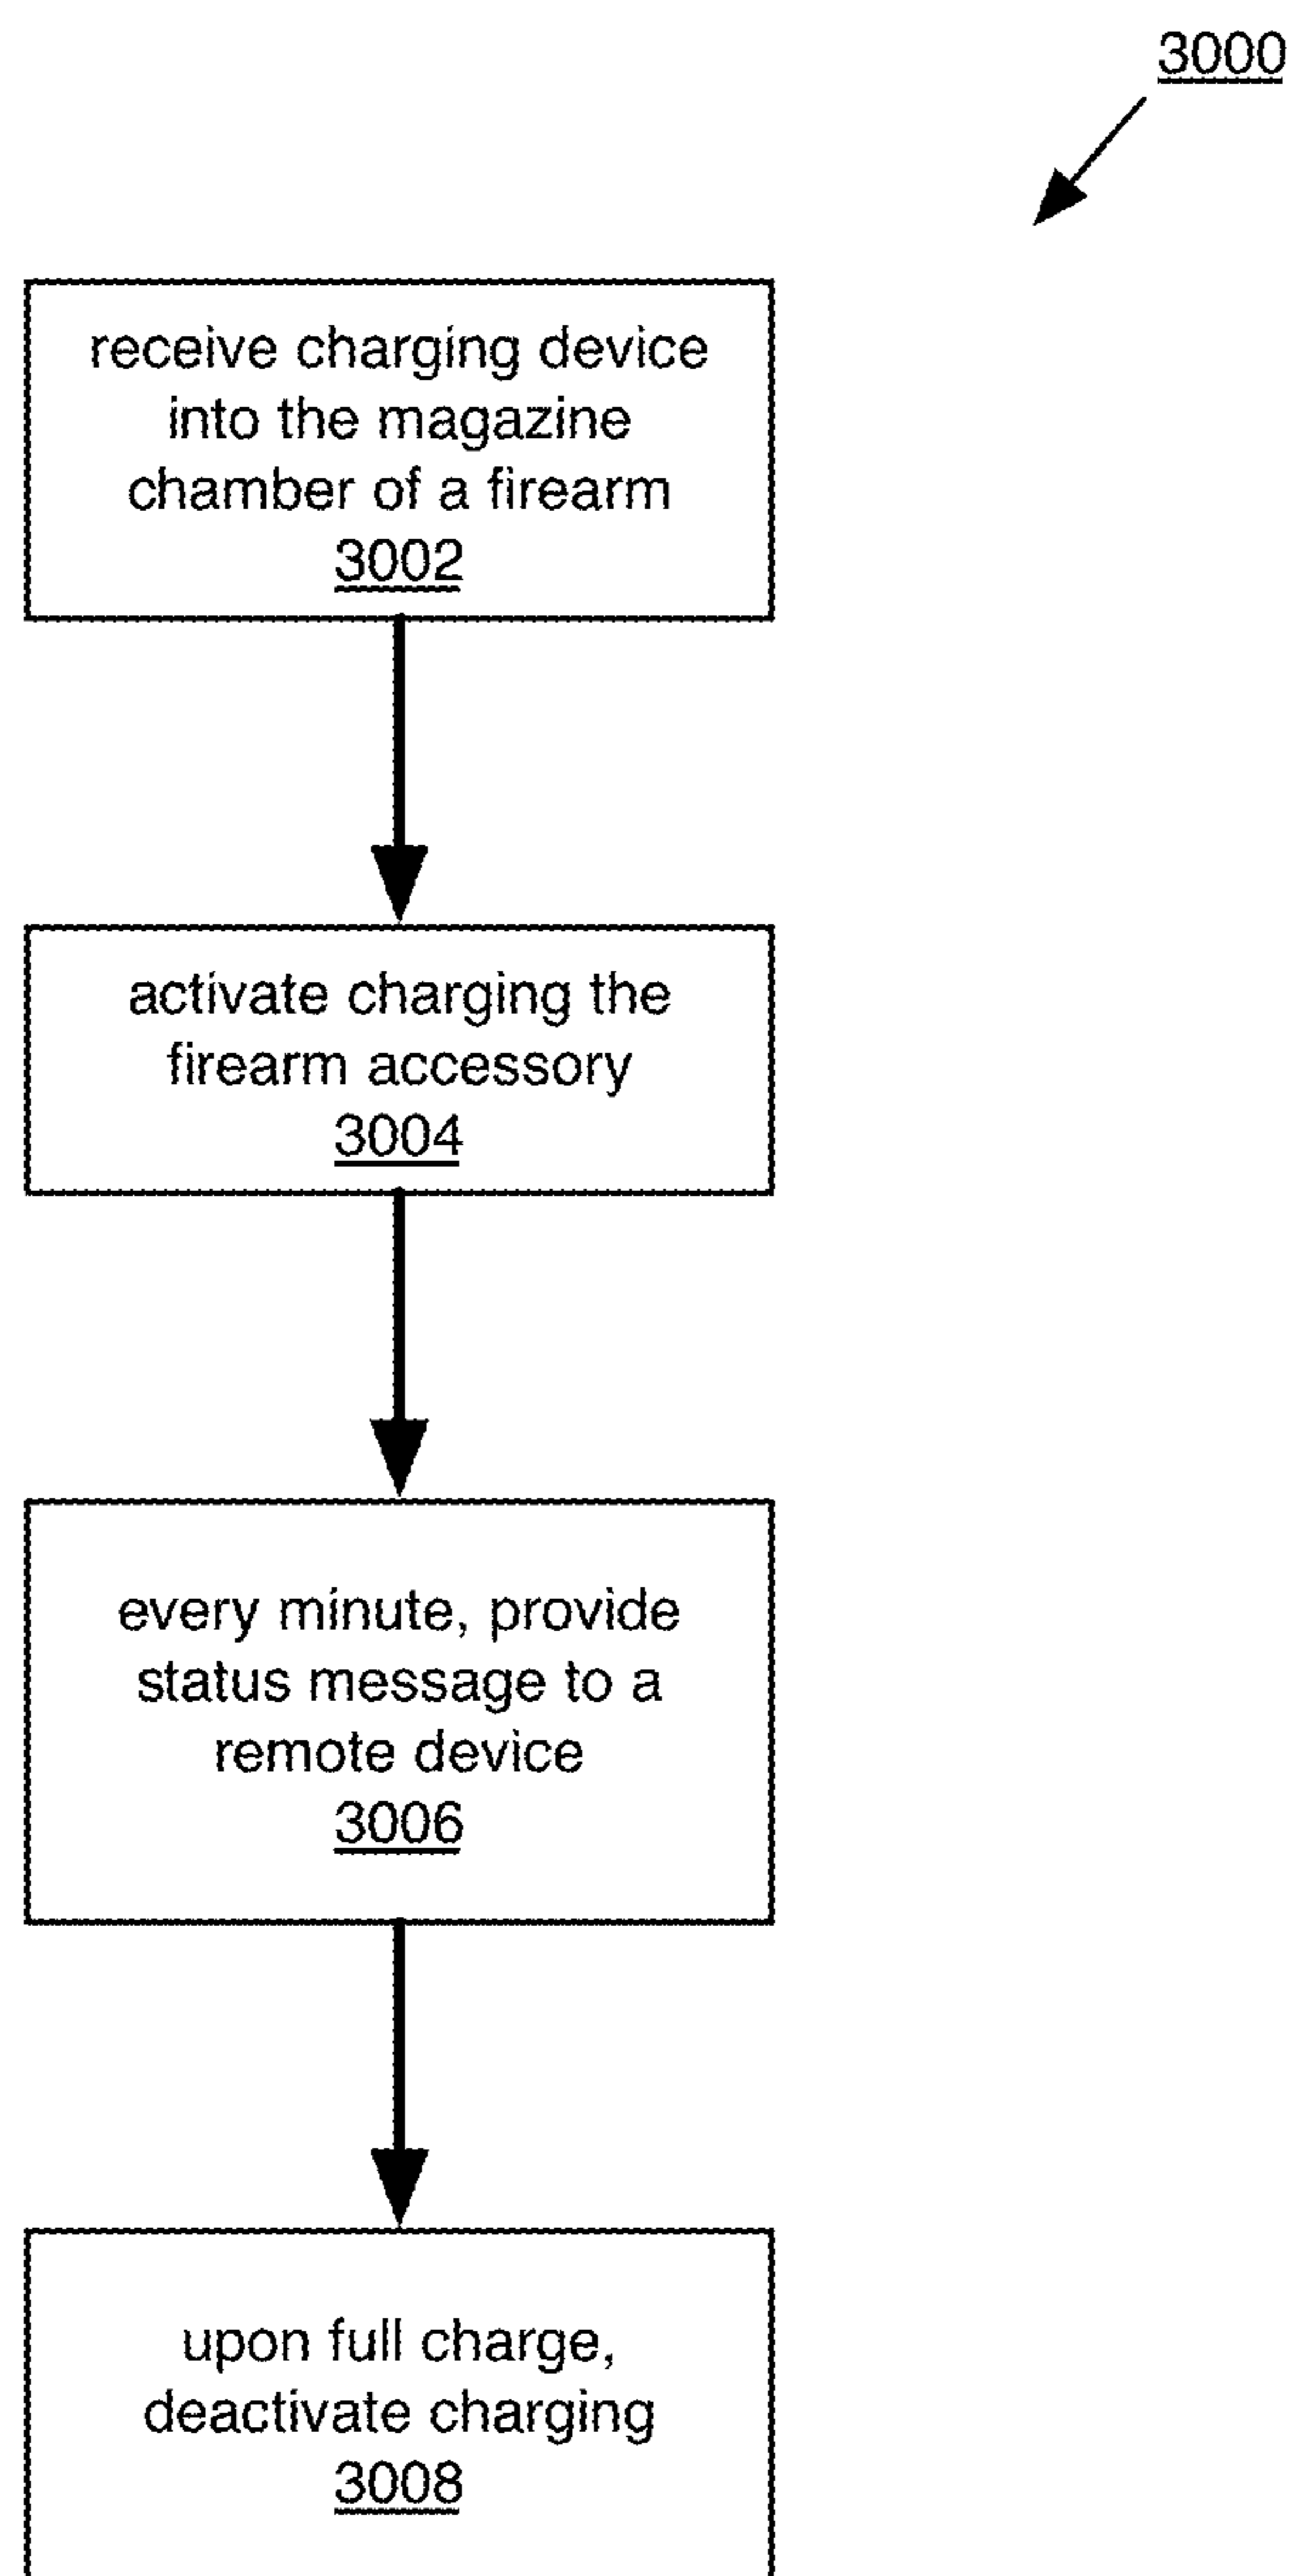 3000
receive charging device
into the magazine
chamber of a firearm
3002
activate charging the
firearm accessory
3004
every minute, provide
status message to a
remote device
3006
upon full charge,
deactivate charging
3008